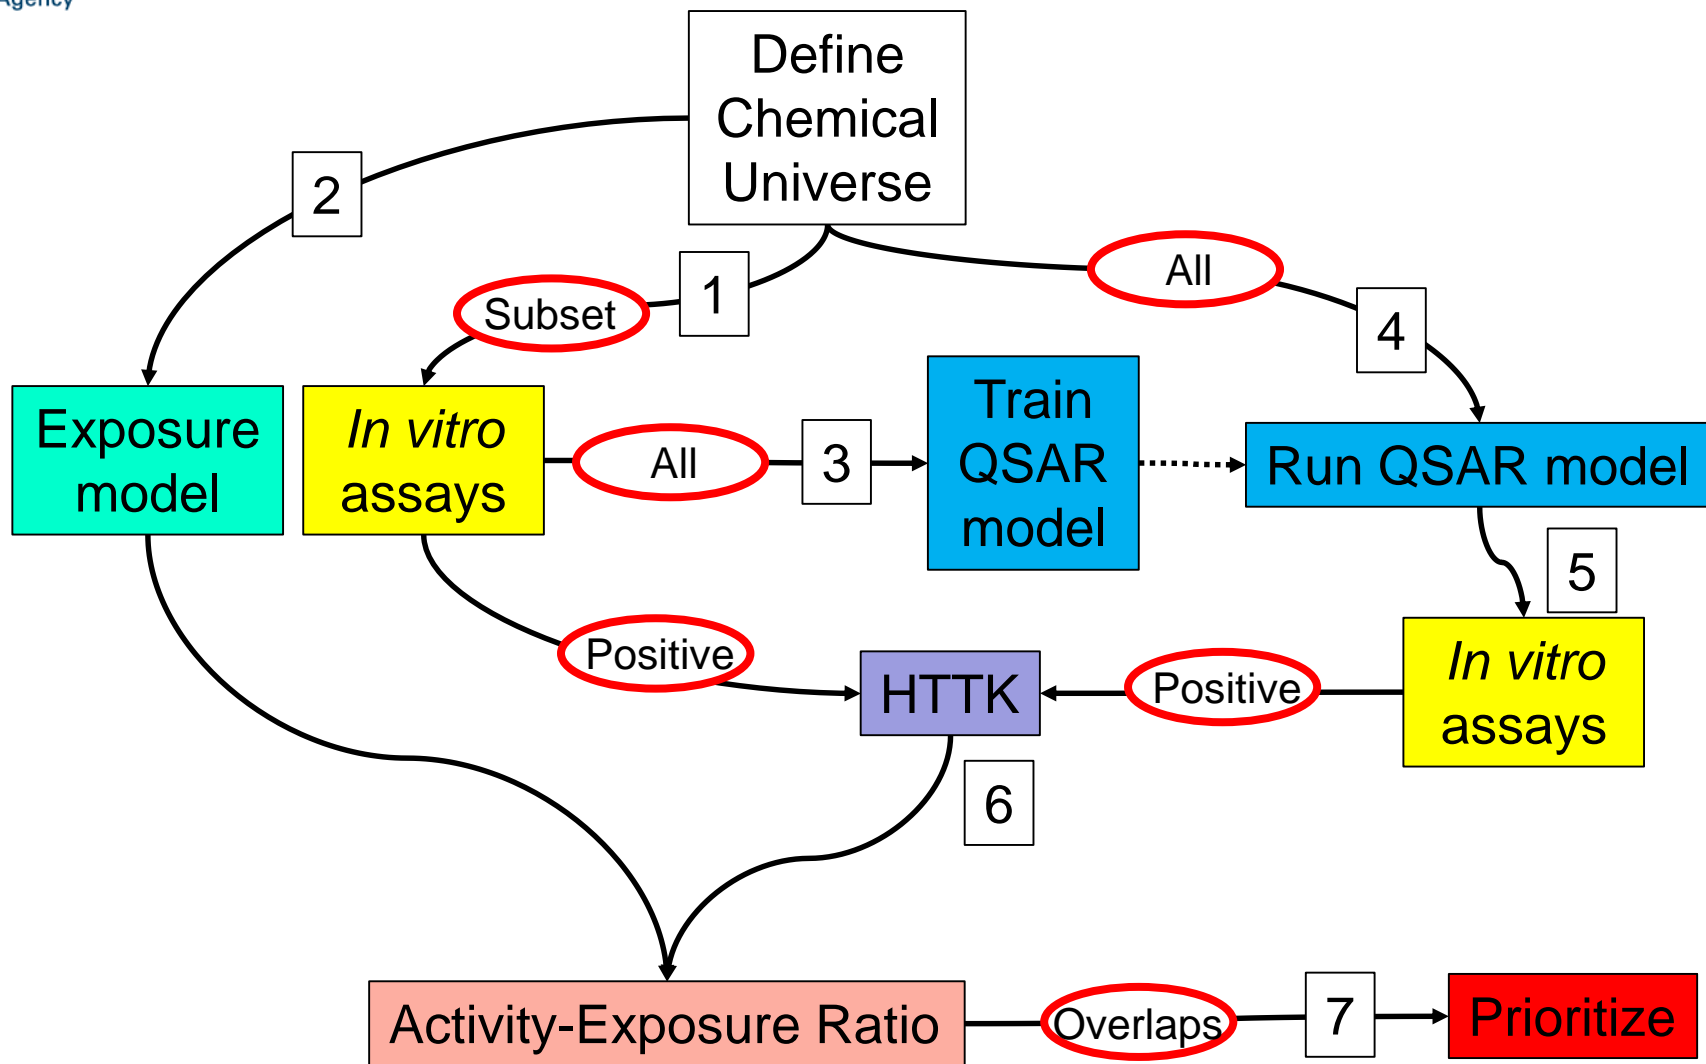 Agency
Define
Chemical
Universe
2
1
All
Subset
4
Exposure
model
In vitro
assays
All
3
Train
QSAR
model
Run QSAR model
5
Positive
HTTK
Positive
In vitro
assays
6
Activity-Exposure Ratio
Overlaps
7
Prioritize